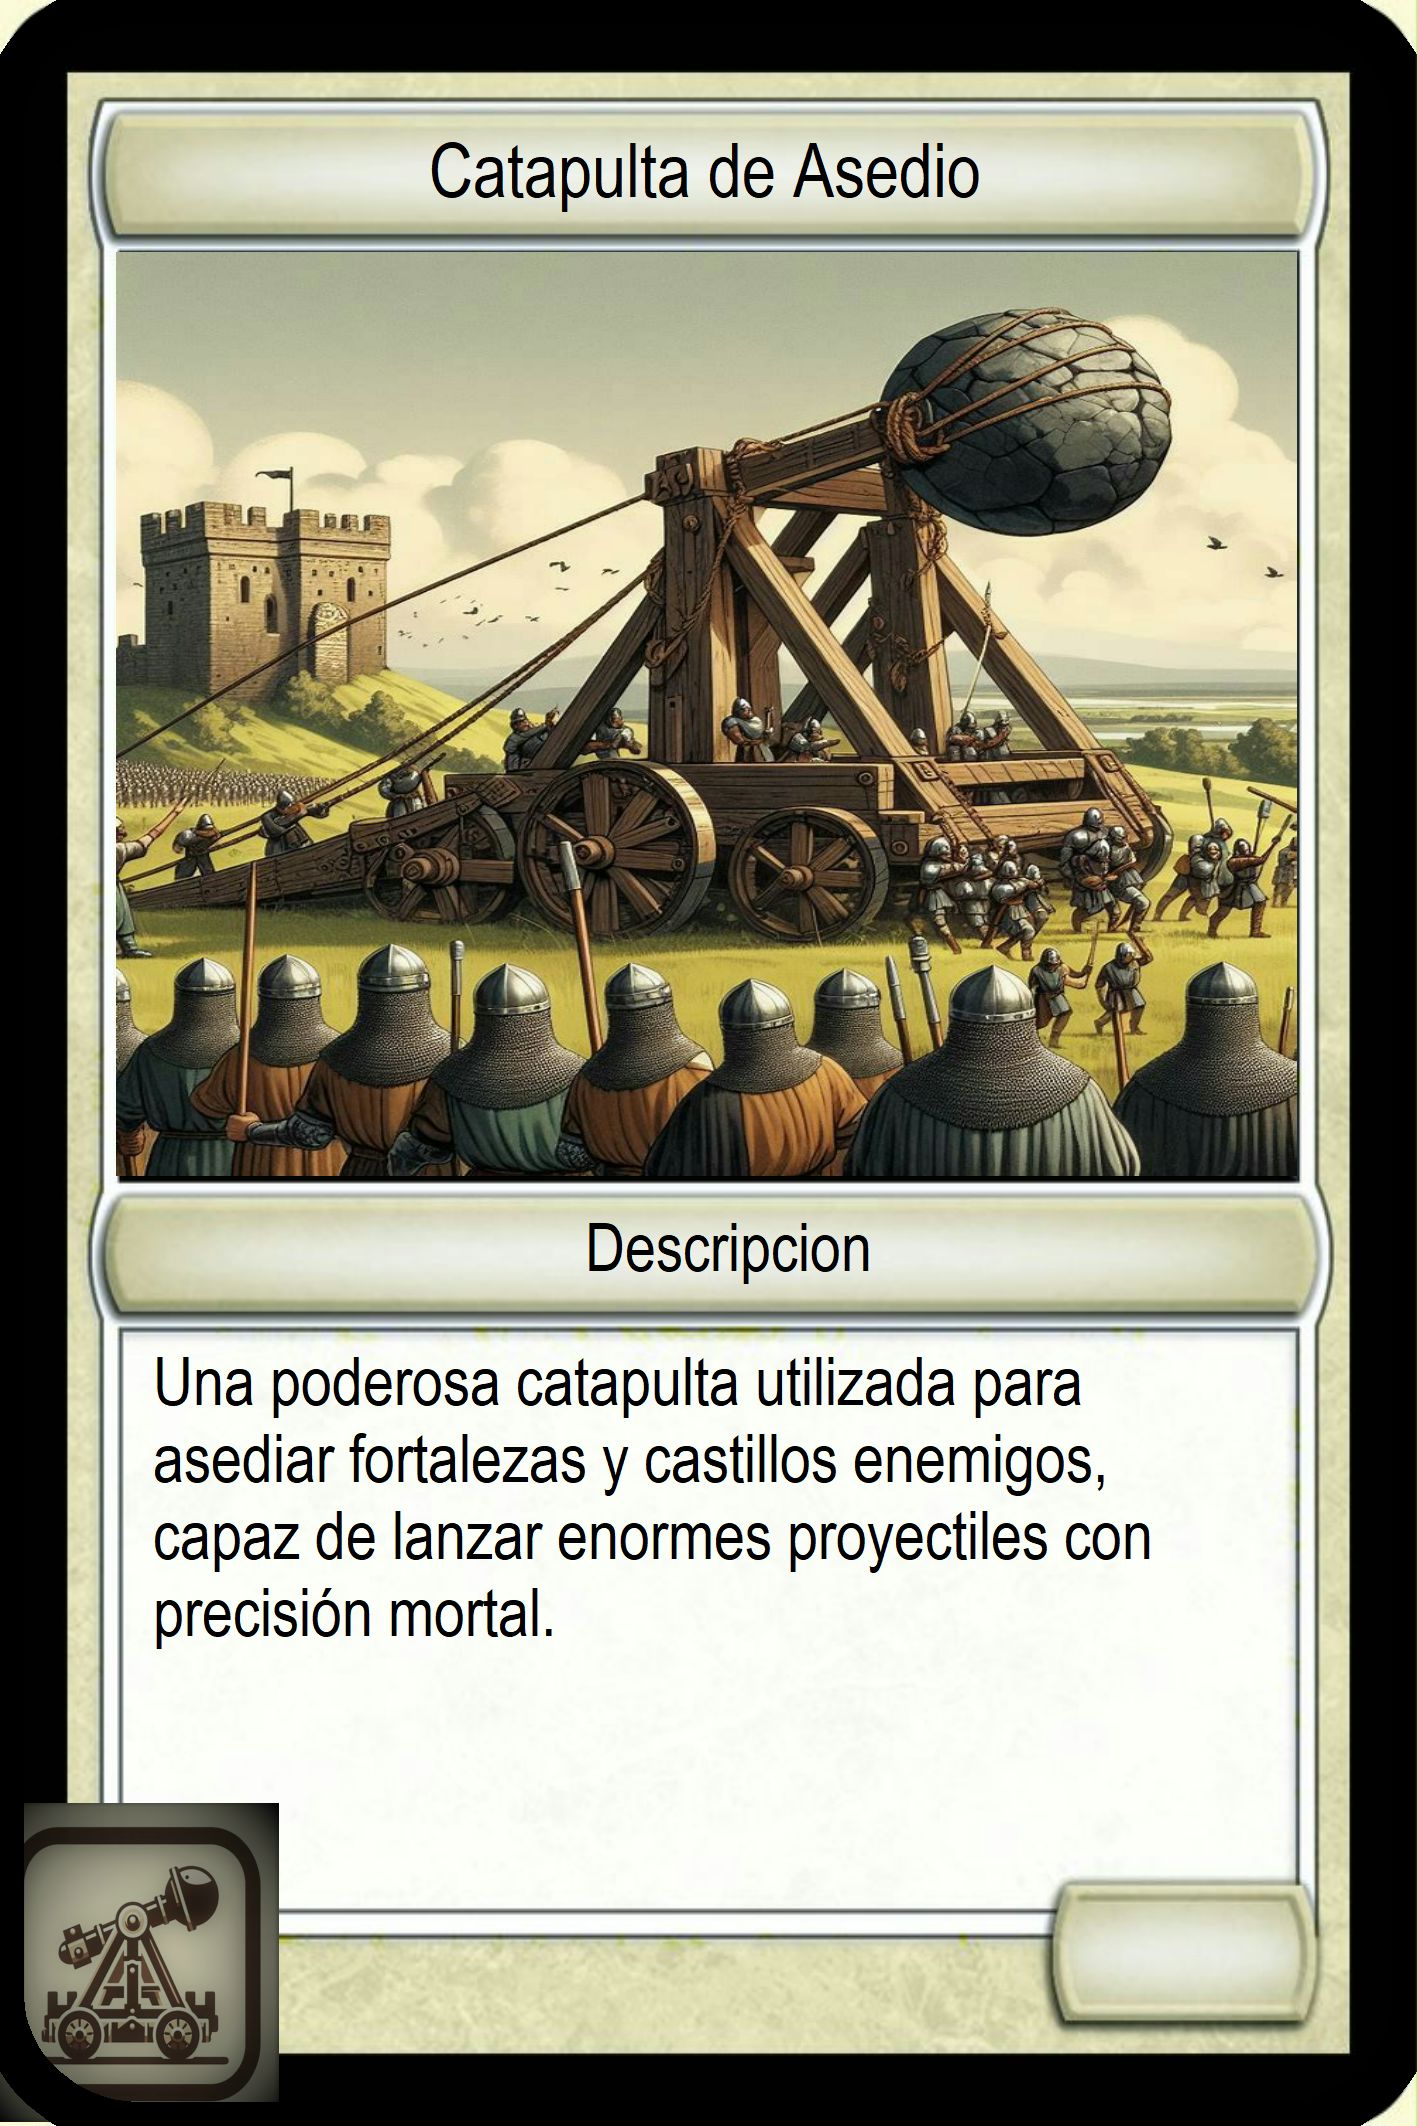 Catapulta de Asedio
Descripcion
Una poderosa catapulta utilizada para
asediar fortalezas y castillos enemigos,
capaz de lanzar enormes proyectiles con
precisión mortal.